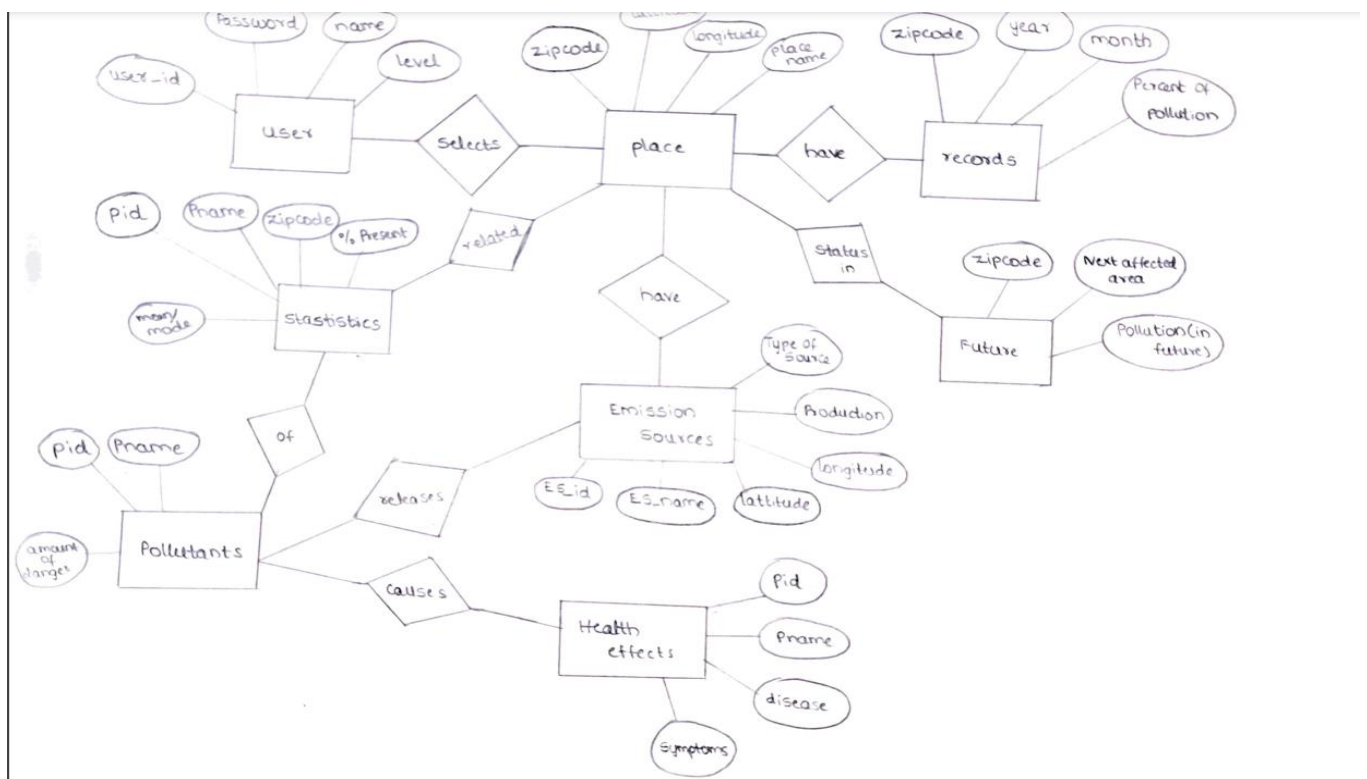 Password
name
longitude
zipcode
place
name
zipcode
year
month
user_id
level
Percent of
Pollution
user
Selects
place
have
records
pid
Pname
zipcode
% Present
related
Status
in
zipcode
Next affected
area
mode
Stastistics
have
Future
Pollution(in
future)
Type of
Source
Emission
Sources
Production
longitude
Pid
Pname
of
releases
ES_id
ES_name
lattitude
amount
of
danger
Pollutants
causes
Pid
Health
effects
Pname
disease
Symptoms